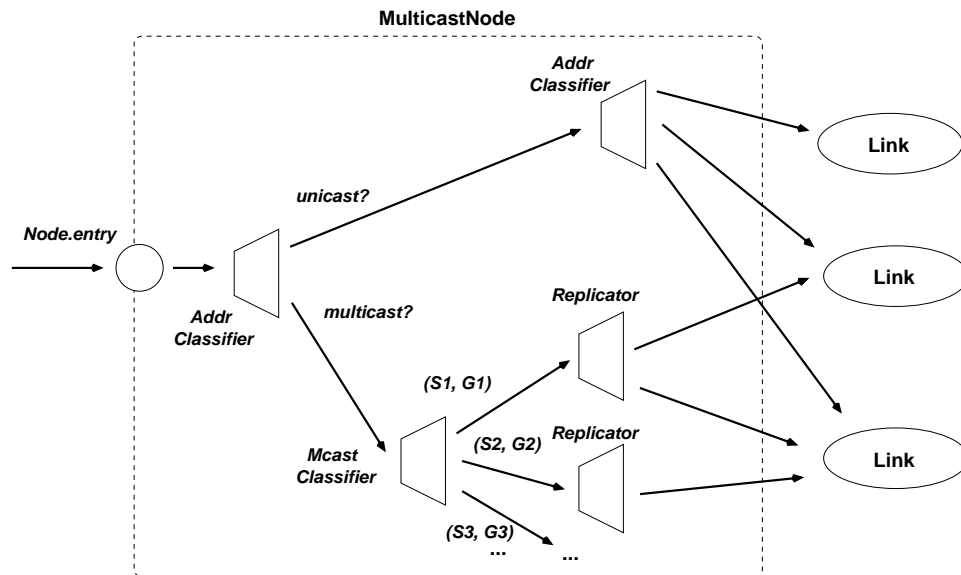 MulticastNode
Addr
Classifier
Link
unicast?
Node.entry
Link
Replicator
multicast?
Addr
Classifier
(S1, G1)
Replicator
(S2, G2)
Mcast
Classifier
Link
(S3, G3)
...
...